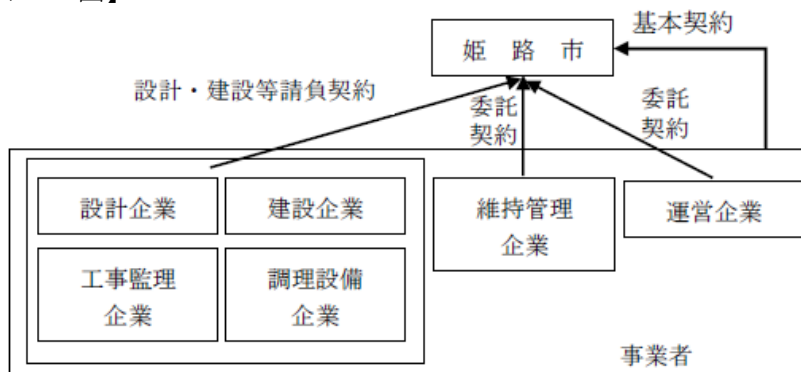 基本契約
姫 路 市
設計・建設等請負契約
委託
契約
委託
契約
設計企業
建設企業
維持管理
企業
運営企業
工事監理
企業
調理設備
企業
事業者